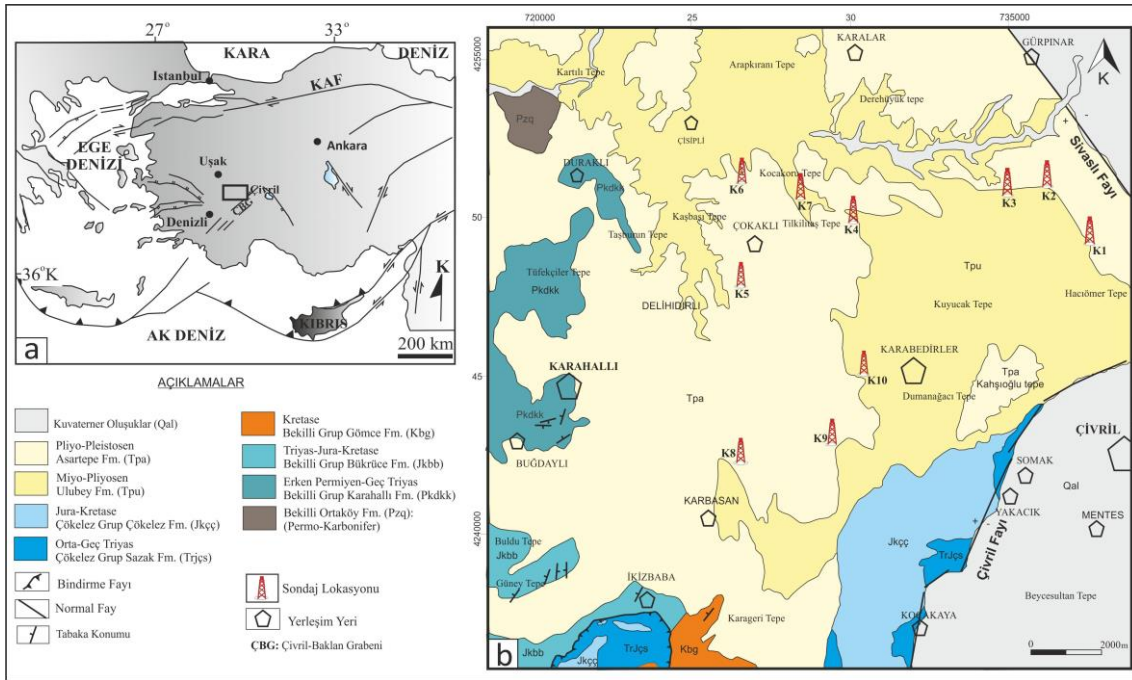 27°
33°
KARA
DENİZ
Istanbul
KAF
EGE
DENİZİ
Ankara
Uşak
Çivril
ÇBG
Denizli
36°K
K
KIBRIS
AK DENİZ
200 km
a
AÇIKLAMALAR
Kuvaterner Oluşuklar (Qal)
Pliyo-Pleistosen
Asartepe Fm. (Tpa)
Miyo-Pliyosen
Ulubey Fm. (Tpu)
Jura-Kretase
Çökelez Grup Çökelez Fm. (Jkçç)
Orta-Geç Triyas
Çökelez Grup Sazak Fm. (Trjçs)
Bindirme Fayı
Normal Fay
Tabaka Konumu
Kretase
Bekilli Grup Gömce Fm. (Kbg)
Triyas-Jura-Kretase
Bekilli Grup Bükrüce Fm. (Jkbb)
Erken Permiyen-Geç Triyas
Bekilli Grup Karahallı Fm. (Pkdkk)
Bekilli Ortaköy Fm. (Pzq):
(Permo-Karbonifer)
Sondaj Lokasyonu
Yerleşim Yeri
ÇBG: Çivril-Baklan Grabeni
720000
25
30
735000
4255000
50
45
4240000
KARALAR
GÜRPINAR
K
Kartılı Tepe
Arapkıranı Tepe
Derehüyük tepe
Pzq
ÇISIPLI
+
-
Sivaslı Fayı
DURAKLI
Pkdkk
K6
Kocakoru Tepe
K7
K3
K2
Kaşbaşı Tepe
Tilkilitaş Tepe
K4
K1
Taşburun Tepe
ÇOKAKLI
Tüfekçiler Tepe
Pkdkk
K5
Tpu
Hacıömer Tepe
DELİHIDIRLI
Kuyucak Tepe
KARABEDİRLER
KARAHALLI
K10
Tpa
Kahşıoğlu tepe
Pkdkk
Tpa
Dumanağacı Tepe
K9
K8
ÇİVRİL
BUĞDAYLI
SOMAK
Qal
KARBASAN
YAKACIK
MENTES
+
-
Çivril Fayı
Buldu Tepe
Jkbb
Jkçç
TrJçs
Güney Tepe
İKİZBABA
Beycesultan Tepe
Karageri Tepe
KOÇAKAYA
Jkbb
TrJçs
Jkçç
Kbg
b
0
2000m